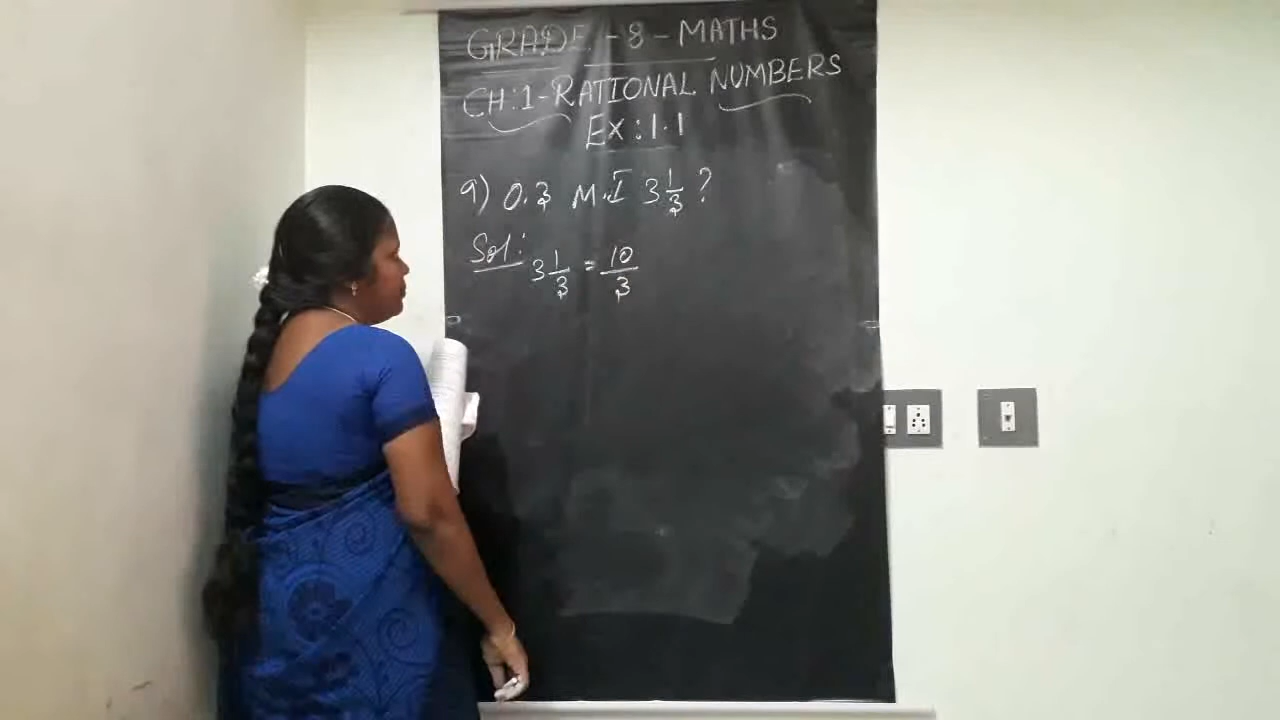 GRADE - 8 - MATHS
CH:1-RATIONAL NUMBERS
EX:1.1
9) 0.3 M.I 3 1/3 ?
Sol: 3 1/3 = 10/3